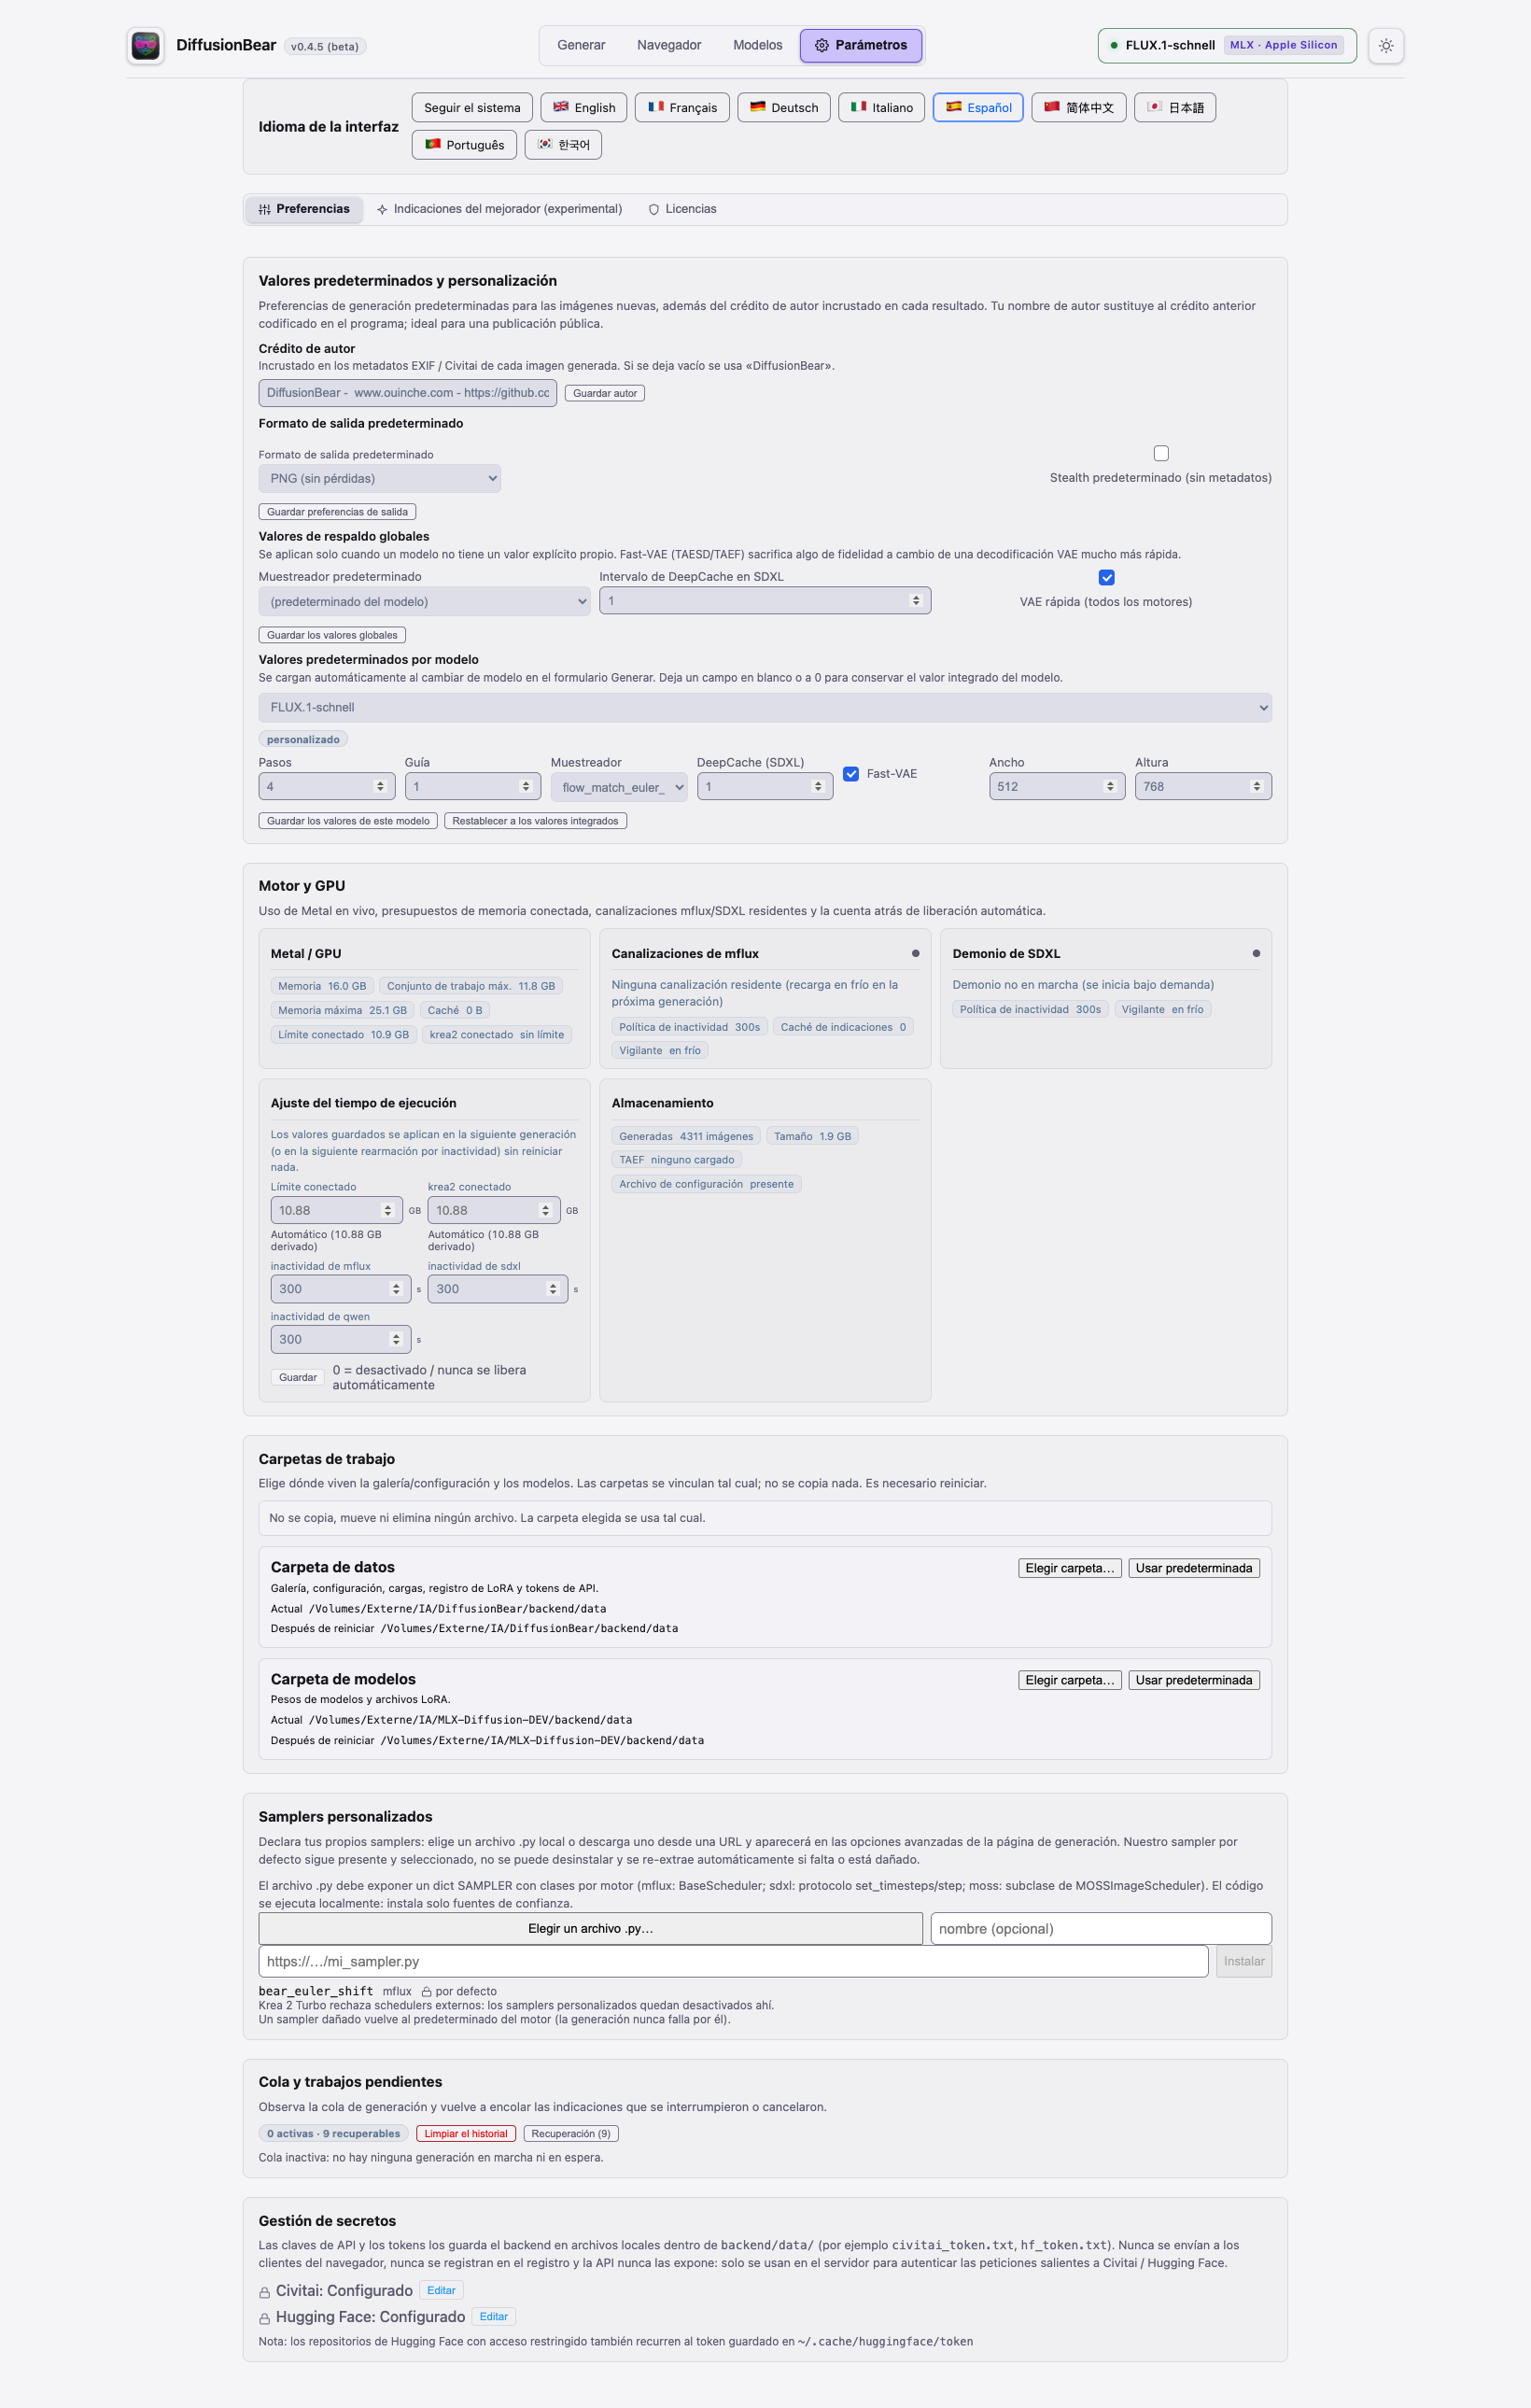 DiffusionBear v0.4.5 (beta)
Generar Navegador Modelos Parámetros
FLUX.1-schnell MLX · Apple Silicon
Idioma de la interfaz
Seguir el sistema English Français Deutsch Italiano Español 简体中文 日本語
Português 한국어
Preferencias Indicaciones del mejorador (experimental) Licencias
Valores predeterminados y personalización
Preferencias de generación predeterminadas para las imágenes nuevas, además del crédito de autor incrustado en cada resultado. Tu nombre de autor sustituye al crédito anterior
codificado en el programa; ideal para una publicación pública.
Crédito de autor
Incrustado en los metadatos EXIF / Civitai de cada imagen generada. Si se deja vacío se usa «DiffusionBear».
DiffusionBear - www.ouinche.com - https://github.cc Guardar autor
Formato de salida predeterminado
Formato de salida predeterminado
PNG (sin pérdidas)
Stealth predeterminado (sin metadatos)
Guardar preferencias de salida
Valores de respaldo globales
Se aplican solo cuando un modelo no tiene un valor explícito propio. Fast-VAE (TAESD/TAEF) sacrifica algo de fidelidad a cambio de una decodificación VAE mucho más rápida.
Muestreador predeterminado Intervalo de DeepCache en SDXL
(predeterminado del modelo) 1 VAE rápida (todos los motores)
Guardar los valores globales
Valores predeterminados por modelo
Se cargan automáticamente al cambiar de modelo en el formulario Generar. Deja un campo en blanco o a 0 para conservar el valor integrado del modelo.
FLUX.1-schnell
personalizado
Pasos Guía Muestreador DeepCache (SDXL) Fast-VAE Ancho Altura
4 1 flow_match_euler_ 1 512 768
Guardar los valores de este modelo Restablecer a los valores integrados
Motor y GPU
Uso de Metal en vivo, presupuestos de memoria conectada, canalizaciones mflux/SDXL residentes y la cuenta atrás de liberación automática.
Metal / GPU
Memoria 16.0 GB Conjunto de trabajo máx. 11.8 GB
Memoria máxima 25.1 GB Caché 0 B
Límite conectado 10.9 GB krea2 conectado sin límite
Canalizaciones de mflux
Ninguna canalización residente (recarga en frío en la
próxima generación)
Política de inactividad 300s Caché de indicaciones 0
Vigilante en frío
Demonio de SDXL
Demonio no en marcha (se inicia bajo demanda)
Política de inactividad 300s Vigilante en frío
Ajuste del tiempo de ejecución
Los valores guardados se aplican en la siguiente generación
(o en la siguiente rearmación por inactividad) sin reiniciar
nada.
Límite conectado krea2 conectado
10.88 GB 10.88 GB
Automático (10.88 GB Automático (10.88 GB
derivado) derivado)
inactividad de mflux inactividad de sdxl
300 s 300 s
inactividad de qwen
300 s
Guardar 0 = desactivado / nunca se libera
automáticamente
Almacenamiento
Generadas 4311 imágenes Tamaño 1.9 GB
TAEF ninguno cargado
Archivo de configuración presente
Carpetas de trabajo
Elige dónde viven la galería/configuración y los modelos. Las carpetas se vinculan tal cual; no se copia nada. Es necesario reiniciar.
No se copia, mueve ni elimina ningún archivo. La carpeta elegida se usa tal cual.
Carpeta de datos Elegir carpeta... Usar predeterminada
Galería, configuración, cargas, registro de LoRA y tokens de API.
Actual /Volumes/Externe/IA/DiffusionBear/backend/data
Después de reiniciar /Volumes/Externe/IA/DiffusionBear/backend/data
Carpeta de modelos Elegir carpeta... Usar predeterminada
Pesos de modelos y archivos LoRA.
Actual /Volumes/Externe/IA/MLX-Diffusion-DEV/backend/data
Después de reiniciar /Volumes/Externe/IA/MLX-Diffusion-DEV/backend/data
Samplers personalizados
Declara tus propios samplers: elige un archivo .py local o descarga uno desde una URL y aparecerá en las opciones avanzadas de la página de generación. Nuestro sampler por
defecto sigue presente y seleccionado, no se puede desinstalar y se re-extrae automáticamente si falta o está dañado.
El archivo .py debe exponer un dict SAMPLER con clases por motor (mflux: BaseScheduler; sdxl: protocolo set_timesteps/step; moss: subclase de MOSSImageScheduler). El código
se ejecuta localmente: instala solo fuentes de confianza.
Elegir un archivo .py... nombre (opcional)
https://.../mi_sampler.py Instalar
bear_euler_shift mflux por defecto
Krea 2 Turbo rechaza schedulers externos: los samplers personalizados quedan desactivados ahí.
Un sampler dañado vuelve al predeterminado del motor (la generación nunca falla por él).
Cola y trabajos pendientes
Observa la cola de generación y vuelve a encolar las indicaciones que se interrumpieron o cancelaron.
0 activas · 9 recuperables Limpiar el historial Recuperación (9)
Cola inactiva: no hay ninguna generación en marcha ni en espera.
Gestión de secretos
Las claves de API y los tokens los guarda el backend en archivos locales dentro de backend/data/ (por ejemplo civitai_token.txt, hf_token.txt). Nunca se envían a los
clientes del navegador, nunca se registran en el registro y la API nunca las expone: solo se usan en el servidor para autenticar las peticiones salientes a Civitai / Hugging Face.
Civitai: Configurado Editar
Hugging Face: Configurado Editar
Nota: los repositorios de Hugging Face con acceso restringido también recurren al token guardado en ~/.cache/huggingface/token